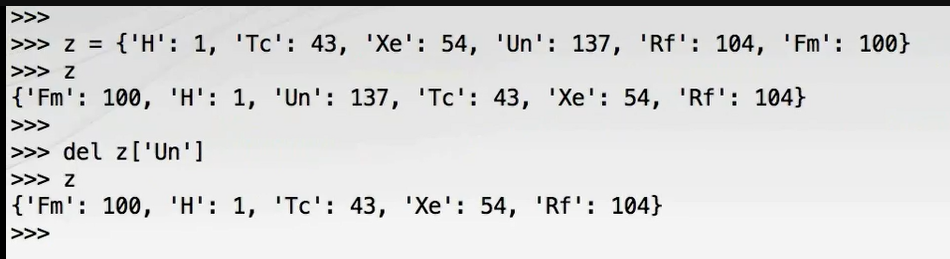 >>>
>>> z = {'H': 1, 'Tc': 43, 'Xe': 54, 'Un': 137, 'Rf': 104, 'Fm': 100}
>>> z
{'Fm': 100, 'H': 1, 'Un': 137, 'Tc': 43, 'Xe': 54, 'Rf': 104}
>>>
>>> del z['Un']
>>> z
{'Fm': 100, 'H': 1, 'Tc': 43, 'Xe': 54, 'Rf': 104}
>>>